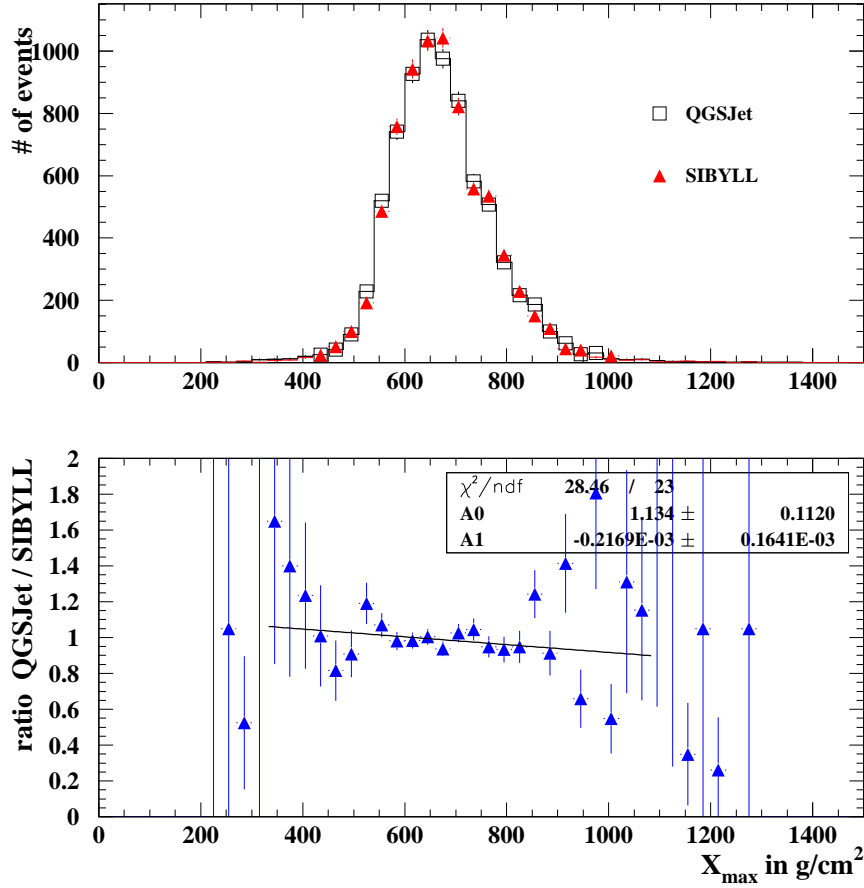 # of events
1000
800
600
400
200
0
QGSJet
SIBYLL
0 200 400 600 800 1000 1200 1400
ratio QGSJet / SIBYLL
2
1.8
1.6
1.4
1.2
1
0.8
0.6
0.4
0.2
0
χ²/ndf 28.46 / 23
A0 1.134 ± 0.1120
A1 -0.2169E-03 ± 0.1641E-03
0 200 400 600 800 1000 1200 1400
X_max in g/cm²